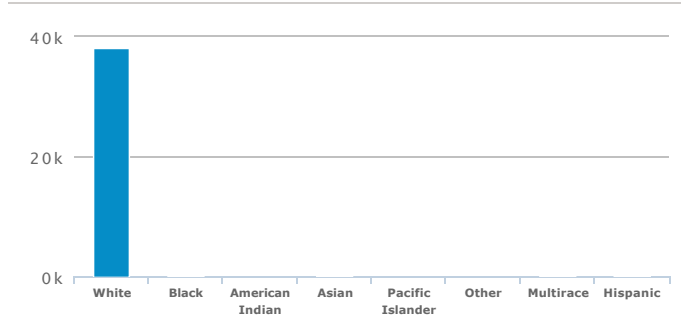 40k
20k
0k
White Black American Indian Asian Pacific Islander Other Multirace Hispanic